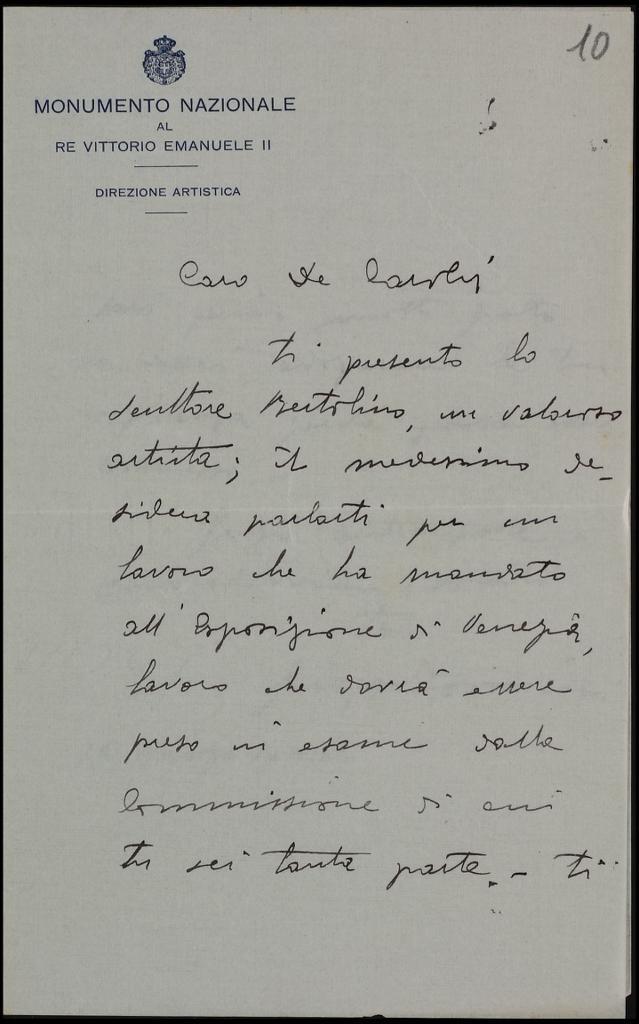 10
MONUMENTO NAZIONALE
AL
RE VITTORIO EMANUELE II
DIREZIONE ARTISTICA
Caro De Carolis
ti presento lo
scultore Bertolino, un valoroso
artista; il medesimo de-
sidera parlarti per un
lavoro che ha mandato
all'Esposizione di Venezia,
lavoro che dovrà essere
preso in esame dalla
Commissione di cui
tu sei tanta parte. - ti